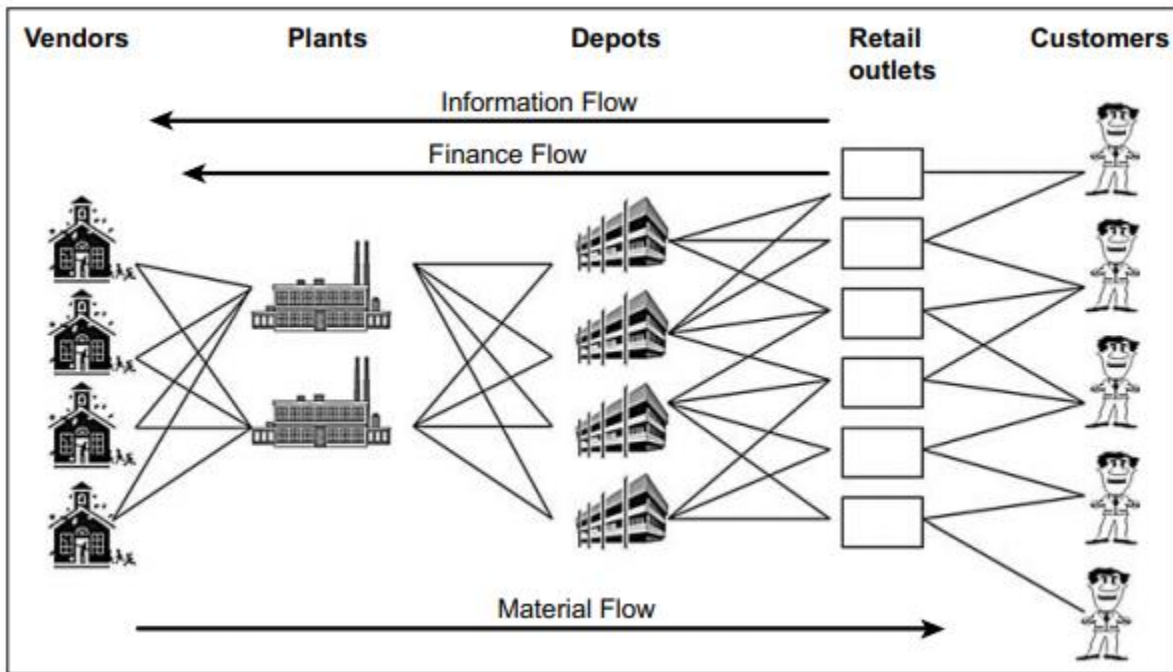 Vendors
Plants
Depots
Retail
outlets
Customers
Information Flow
Finance Flow
Material Flow